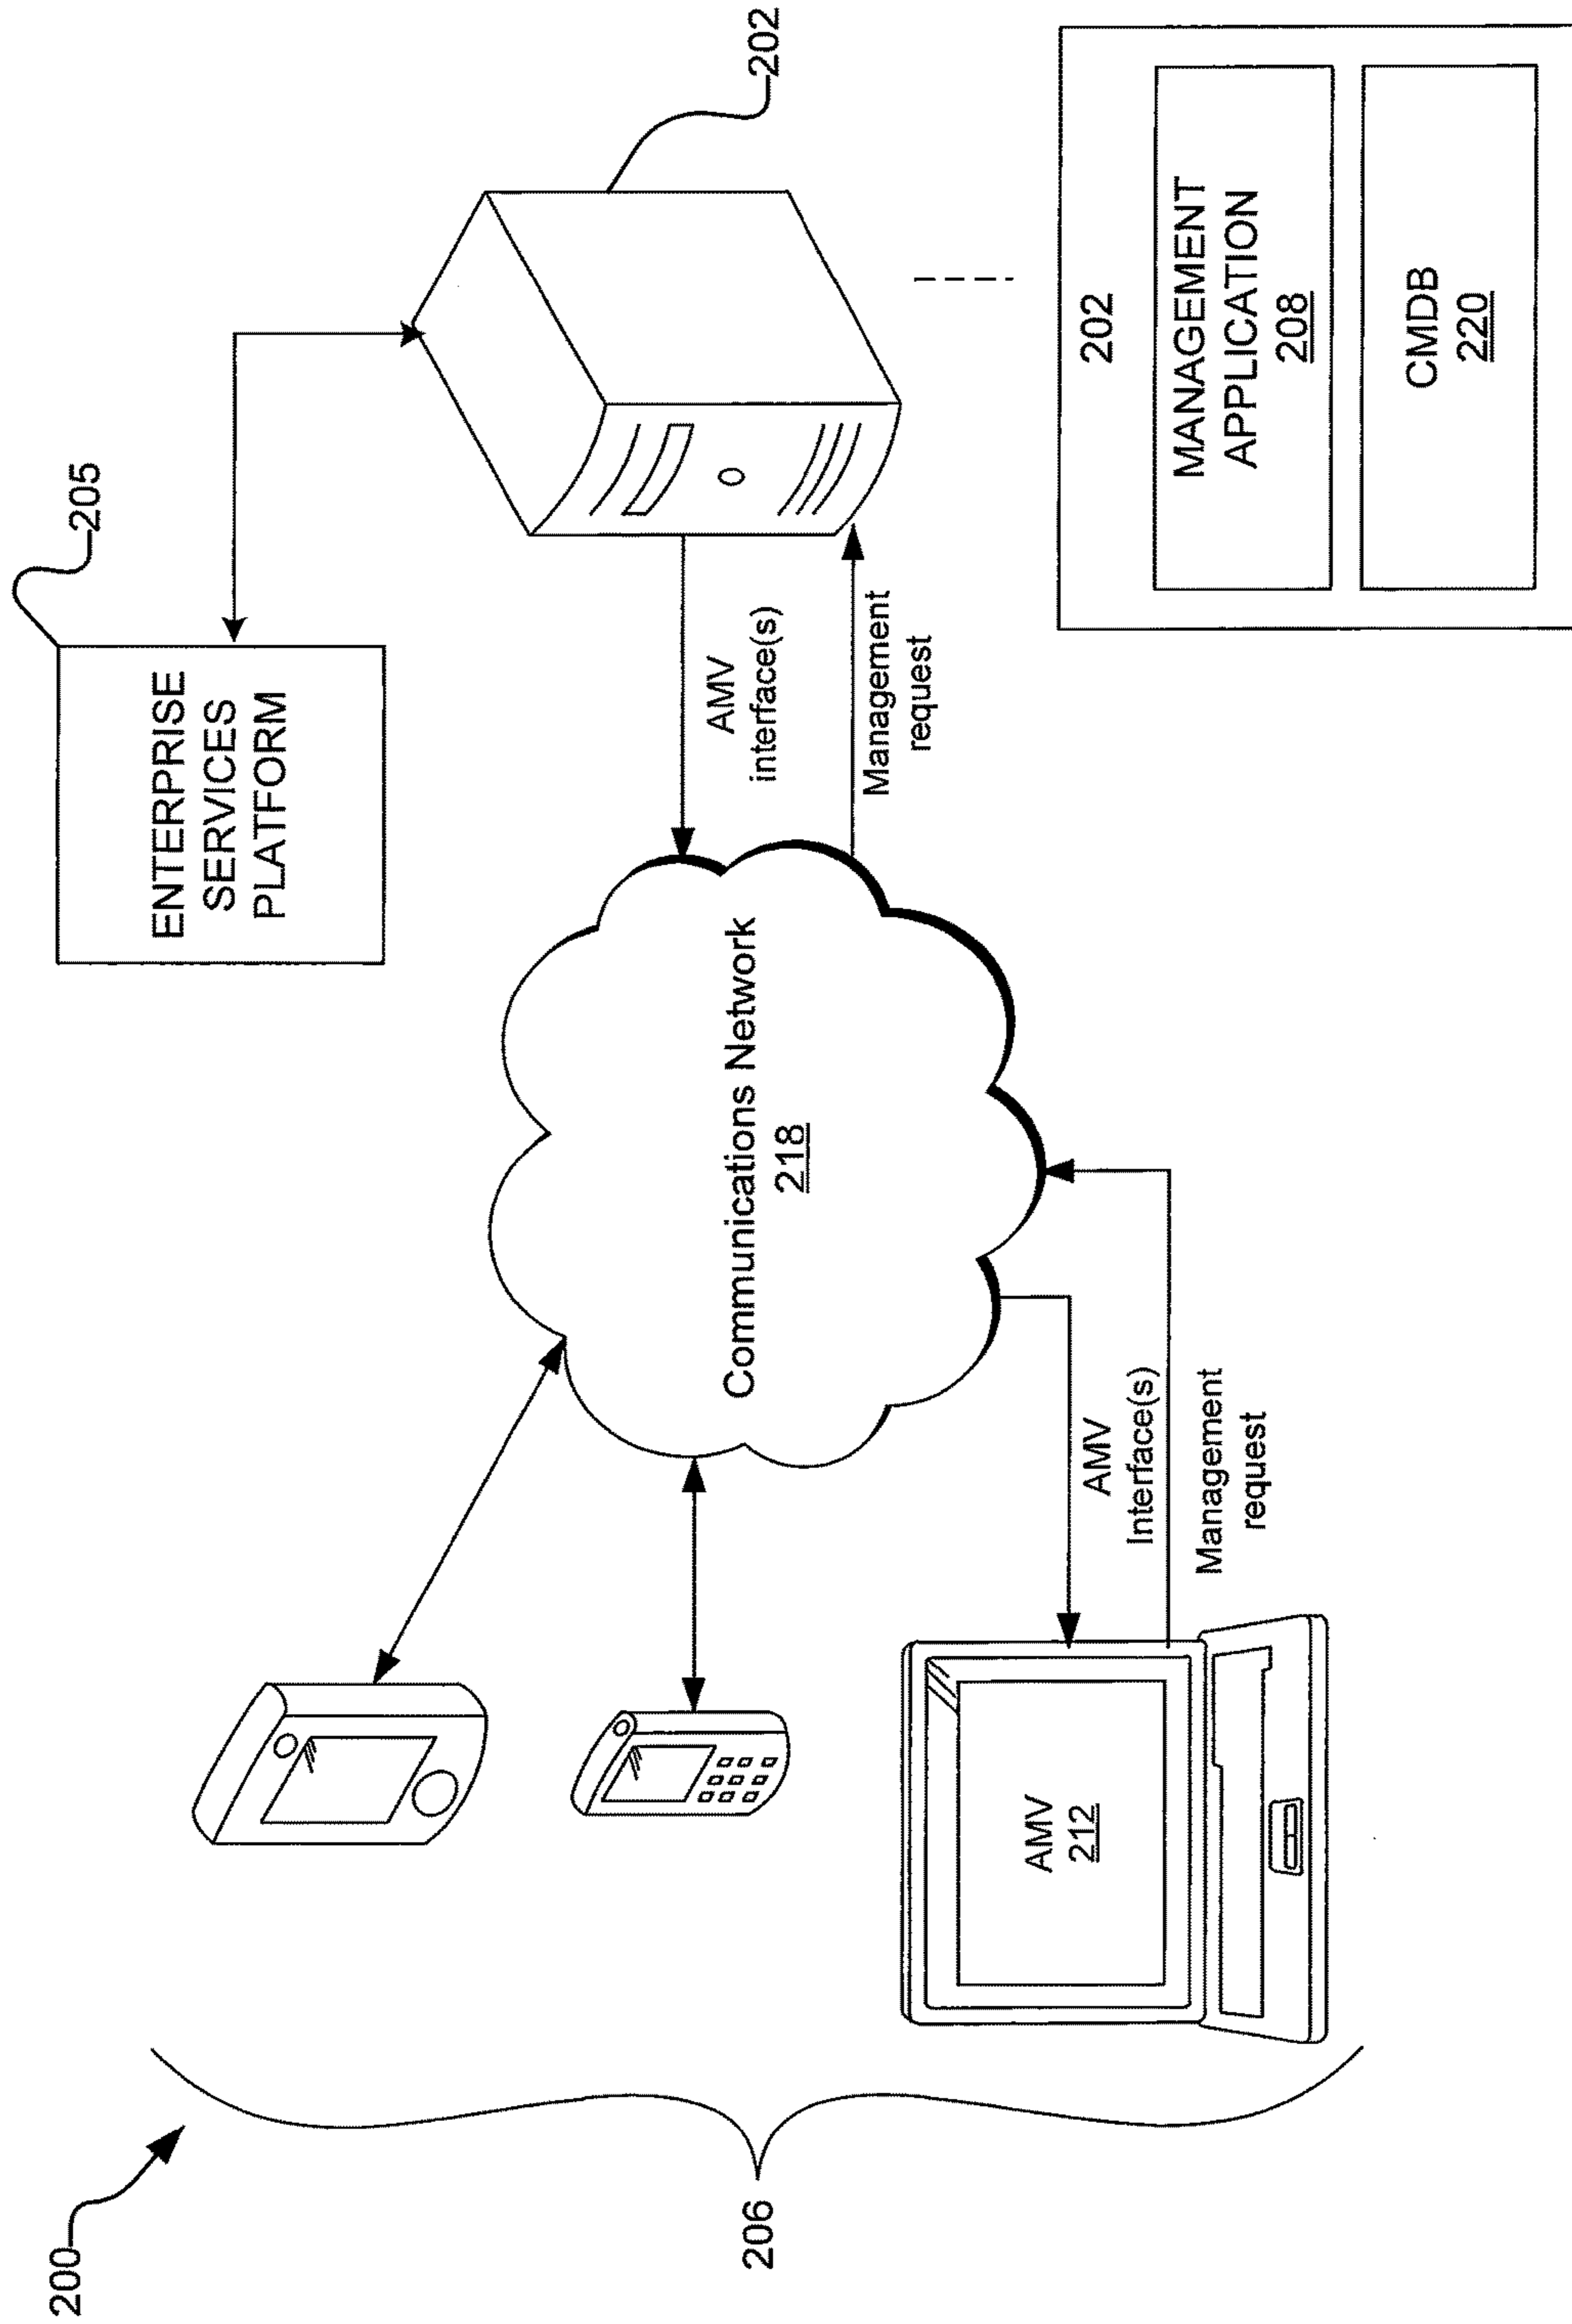 200
206
AMV
212
AMV
Interface(s)
Management
request
Communications Network
218
ENTERPRISE
SERVICES
PLATFORM
205
AMV
interface(s)
Management
request
202
202
MANAGEMENT
APPLICATION
208
CMDB
220